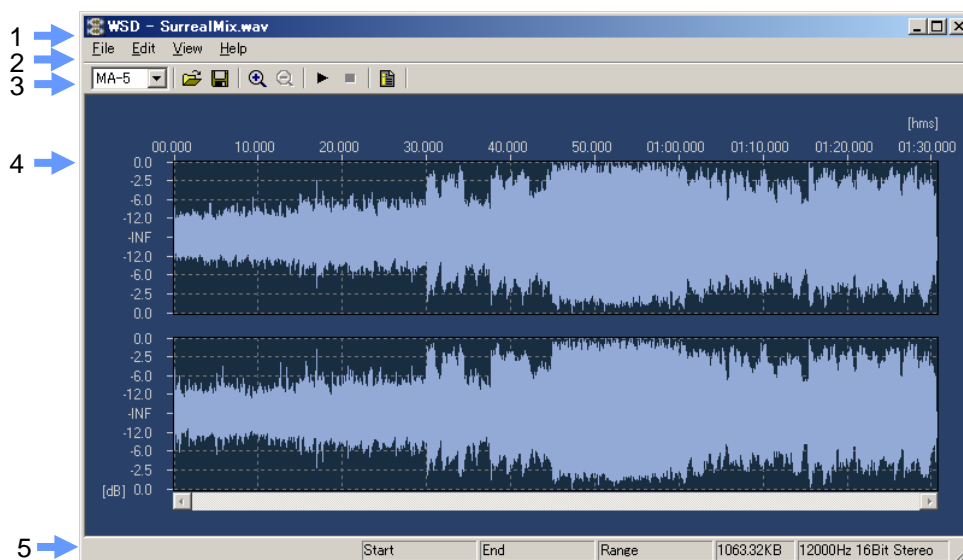 WSD - SurrealMix.wav
1
File Edit View Help
2
MA-5
3
[hms]
00.000 10.000 20.000 30.000 40.000 50.000 01:00.000 01:10.000 01:20.000 01:30.000
4
0.0
-2.5
-6.0
-12.0
-INF
-12.0
-6.0
-2.5
0.0
0.0
-2.5
-6.0
-12.0
-INF
-12.0
-6.0
-2.5
[dB] 0.0
5
Start End Range 1063.32KB 12000Hz 16Bit Stereo